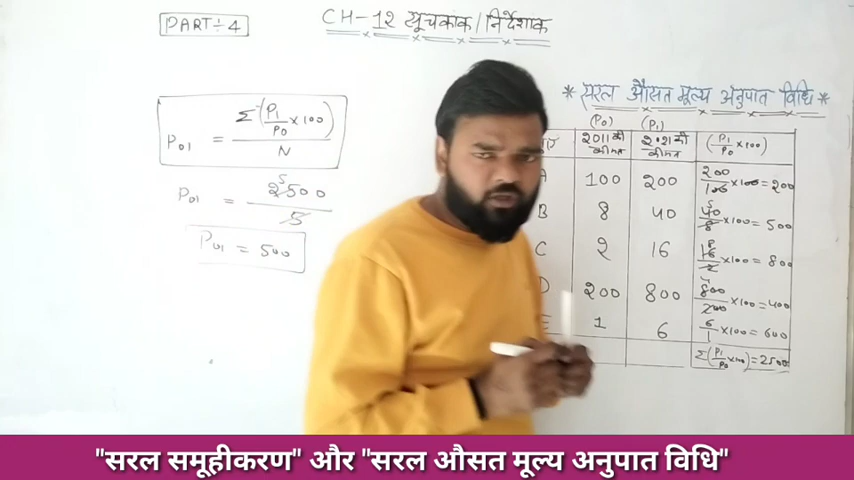 PART÷4
CH-12 सूचकांक/निर्देशांक
* सरल औसत मूल्य अनुपात विधि *
P01 = Σ(P1/P0×100) / N
P01 = 2500 / 5
5
P01 = 500
(P0) (P1)
2011 की कीमत 2021 की कीमत (P1/P0×100)
A 100 200 200/100×100=200
B 8 40 40/8×100=500
C 2 16 16/2×100=800
D 200 800 800/200×100=400
E 1 6 6/1×100=600
Σ(P1/P0×100)=2500
"सरल समूहीकरण" और "सरल औसत मूल्य अनुपात विधि"